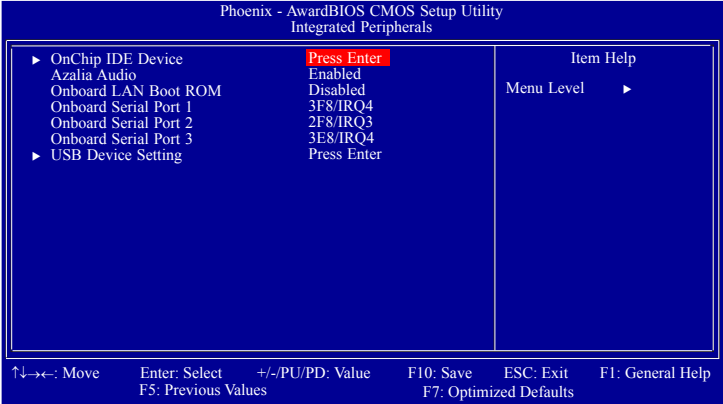 Phoenix - AwardBIOS CMOS Setup Utility
Integrated Peripherals
► OnChip IDE Device Press Enter
Azalia Audio Enabled
Onboard LAN Boot ROM Disabled
Onboard Serial Port 1 3F8/IRQ4
Onboard Serial Port 2 2F8/IRQ3
Onboard Serial Port 3 3E8/IRQ4
► USB Device Setting Press Enter
Item Help
Menu Level ►
↑↓→←: Move Enter: Select +/-/PU/PD: Value F10: Save ESC: Exit F1: General Help
F5: Previous Values F7: Optimized Defaults